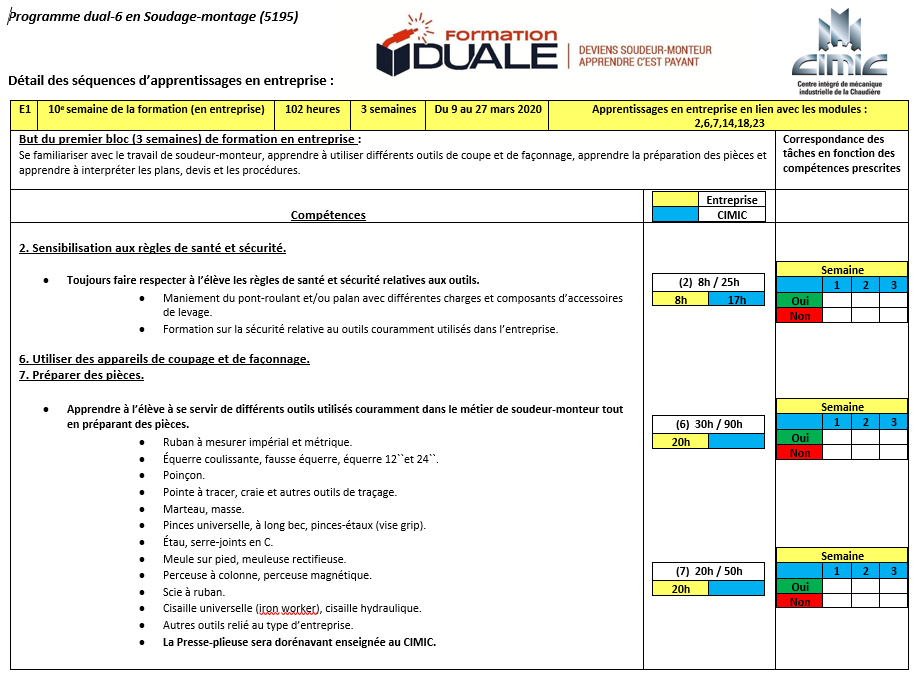 Programme dual-6 en Soudage-montage (5195)
Formation
DUALE
DEVIENS SOUDEUR-MONTEUR
APPRENDRE C'EST PAYANT
CIMIC
Centre intégré de mécanique
industrielle de la Chaudière
Détail des séquences d'apprentissages en entreprise :
E1 10e semaine de la formation (en entreprise) 102 heures 3 semaines Du 9 au 27 mars 2020 Apprentissages en entreprise en lien avec les modules :
2,6,7,14,18,23
But du premier bloc (3 semaines) de formation en entreprise :
Se familiariser avec le travail de soudeur-monteur, apprendre à utiliser différents outils de coupe et de façonnage, apprendre la préparation des pièces et
apprendre à interpréter les plans, devis et les procédures.
Correspondance des
tâches en fonction des
compétences prescrites
Compétences
Entreprise
CIMIC
2. Sensibilisation aux règles de santé et sécurité.
• Toujours faire respecter à l'élève les règles de santé et sécurité relatives aux outils.
• Maniement du pont-roulant et/ou palan avec différentes charges et composants d'accessoires
de levage.
• Formation sur la sécurité relative au outils couramment utilisés dans l'entreprise.
(2) 8h / 25h
8h 17h
Semaine
1 2 3
Oui
Non
6. Utiliser des appareils de coupage et de façonnage.
7. Préparer des pièces.
• Apprendre à l'élève à se servir de différents outils utilisés couramment dans le métier de soudeur-monteur tout
en préparant des pièces.
• Ruban à mesurer impérial et métrique.
• Équerre coulissante, fausse équerre, équerre 12``et 24``.
• Poinçon.
• Pointe à tracer, craie et autres outils de traçage.
• Marteau, masse.
• Pinces universelle, à long bec, pinces-étaux (vise grip).
• Étau, serre-joints en C.
• Meule sur pied, meuleuse rectifieuse.
• Perceuse à colonne, perceuse magnétique.
• Scie à ruban.
• Cisaille universelle (iron worker), cisaille hydraulique.
• Autres outils relié au type d'entreprise.
• La Presse-plieuse sera dorénavant enseignée au CIMIC.
(6) 30h / 90h
20h
Semaine
1 2 3
Oui
Non
(7) 20h / 50h
20h
Semaine
1 2 3
Oui
Non